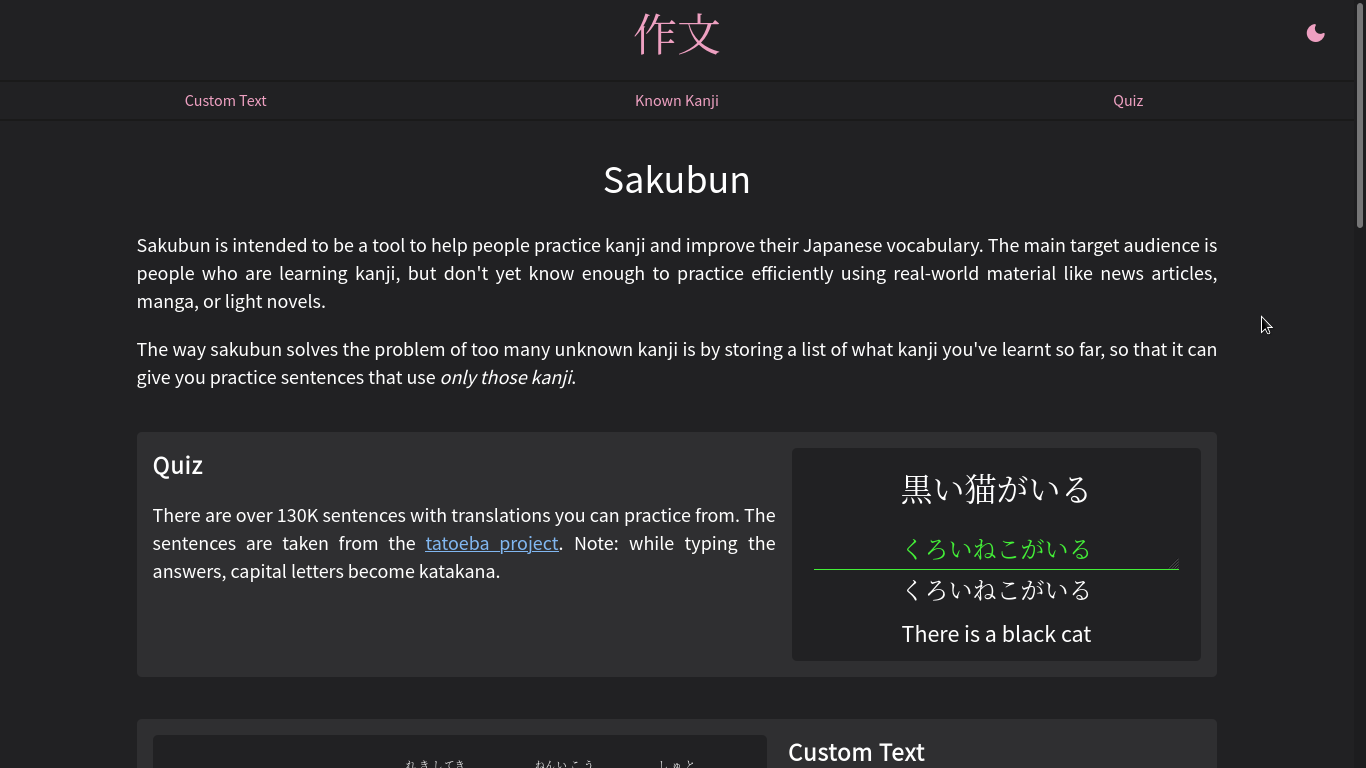 作文
Custom Text
Known Kanji
Quiz
Sakubun
Sakubun is intended to be a tool to help people practice kanji and improve their Japanese vocabulary. The main target audience is
people who are learning kanji, but don't yet know enough to practice efficiently using real-world material like news articles,
manga, or light novels.
The way sakubun solves the problem of too many unknown kanji is by storing a list of what kanji you've learnt so far, so that it can
give you practice sentences that use only those kanji.
Quiz
There are over 130K sentences with translations you can practice from. The
sentences are taken from the tatoeba project. Note: while typing the
answers, capital letters become katakana.
黒い猫がいる
くろいねこがいる
くろいねこがいる
There is a black cat
れきしてき ねんいこう しゅと
Custom Text